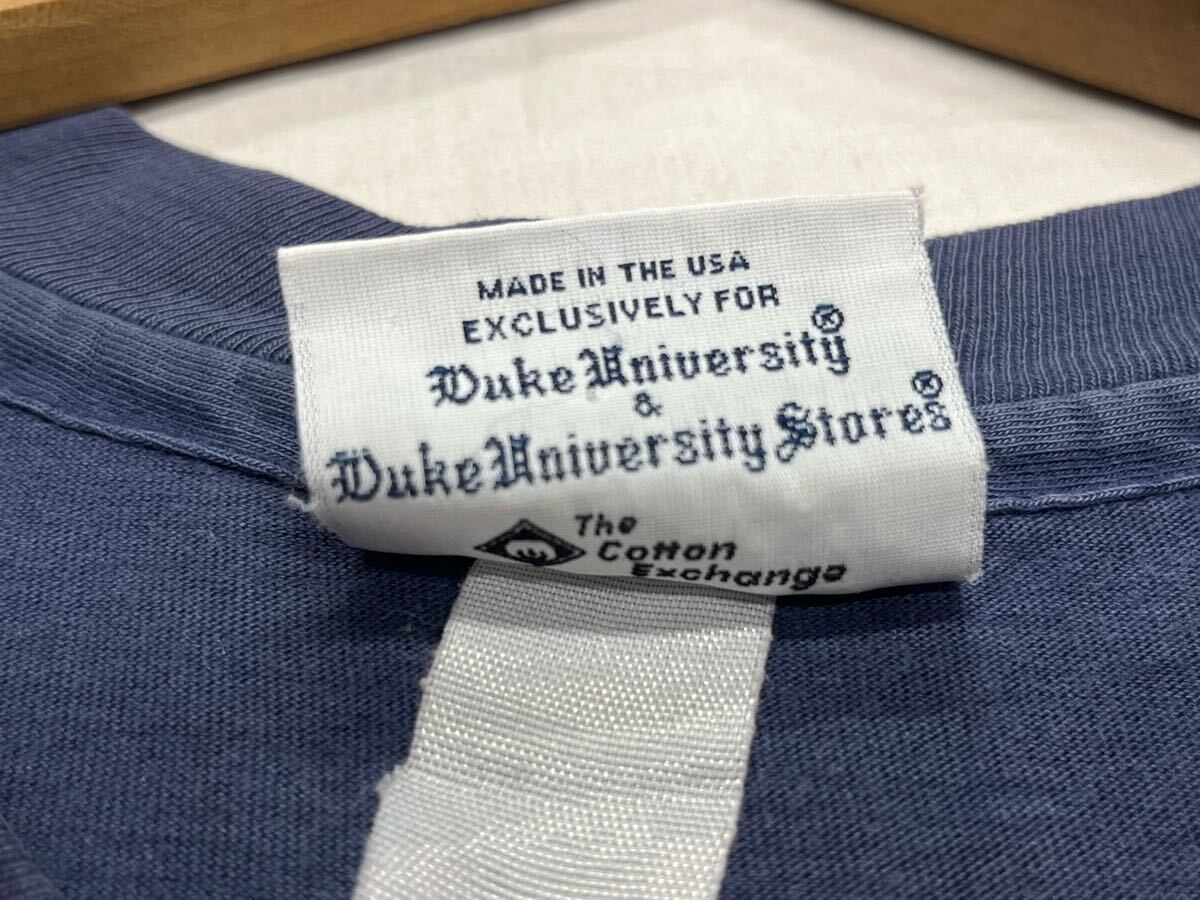 MADE IN THE USA
EXCLUSIVELY FOR
Duke University®
&
Duke University Stores®
The
Cotton
Exchange